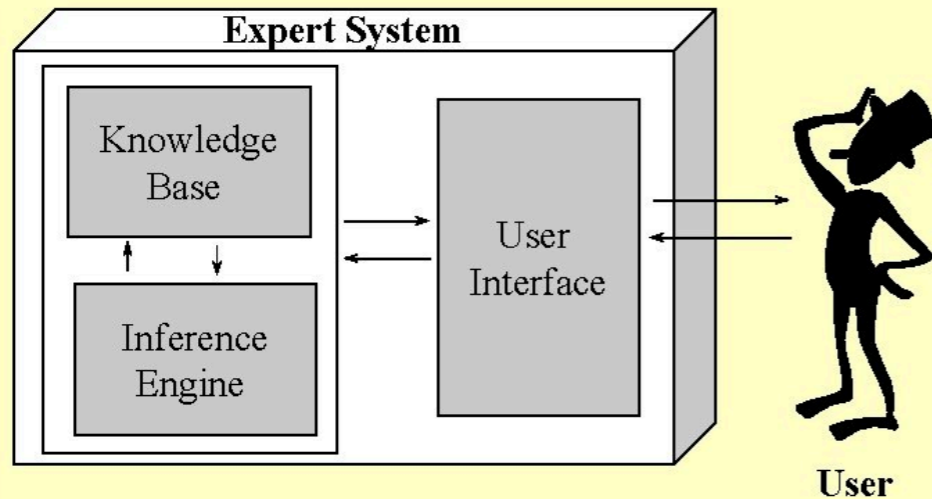 Expert System
Knowledge
Base
Inference
Engine
User
Interface
User